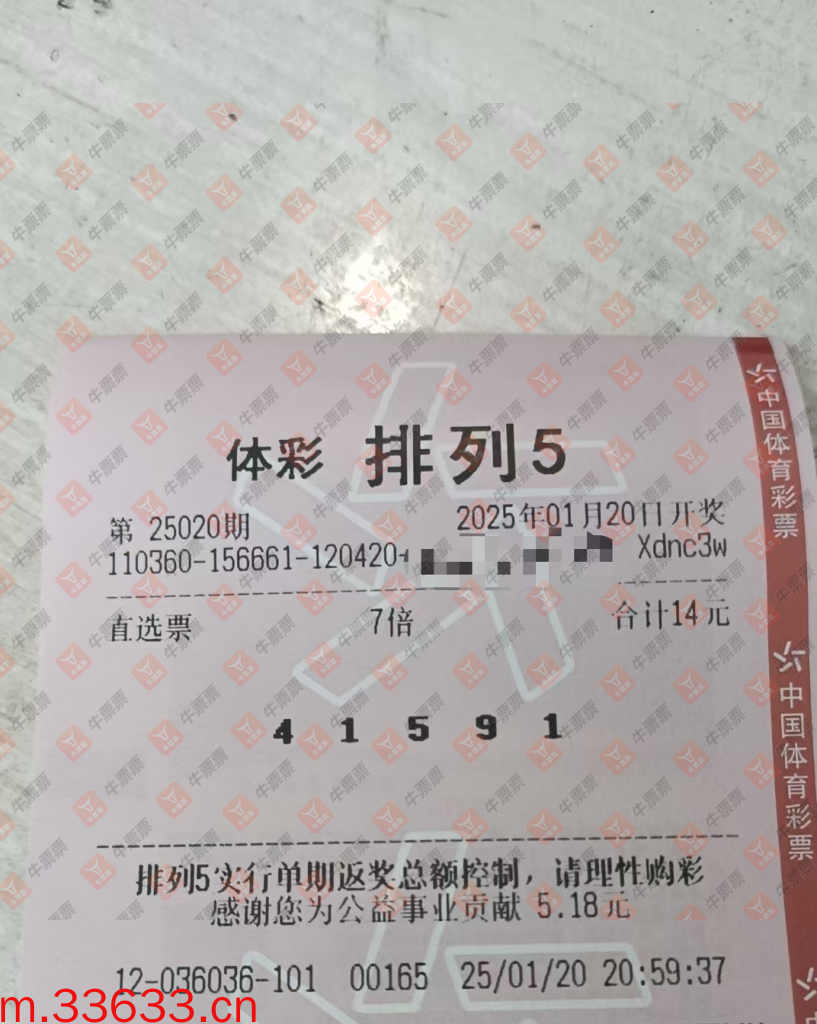 体彩 排列5
第 25020期 2025年01月20日开奖
110360-156661-120420- Xdnc3w
直选票 7倍 合计14元
4 1 5 9 1
排列5实行单期返奖总额控制，请理性购彩
感谢您为公益事业贡献 5.18元
12-036036-101 00165 25/01/20 20:59:37
中国体育彩票
中国体育彩票
牛票票
m.33633.cn